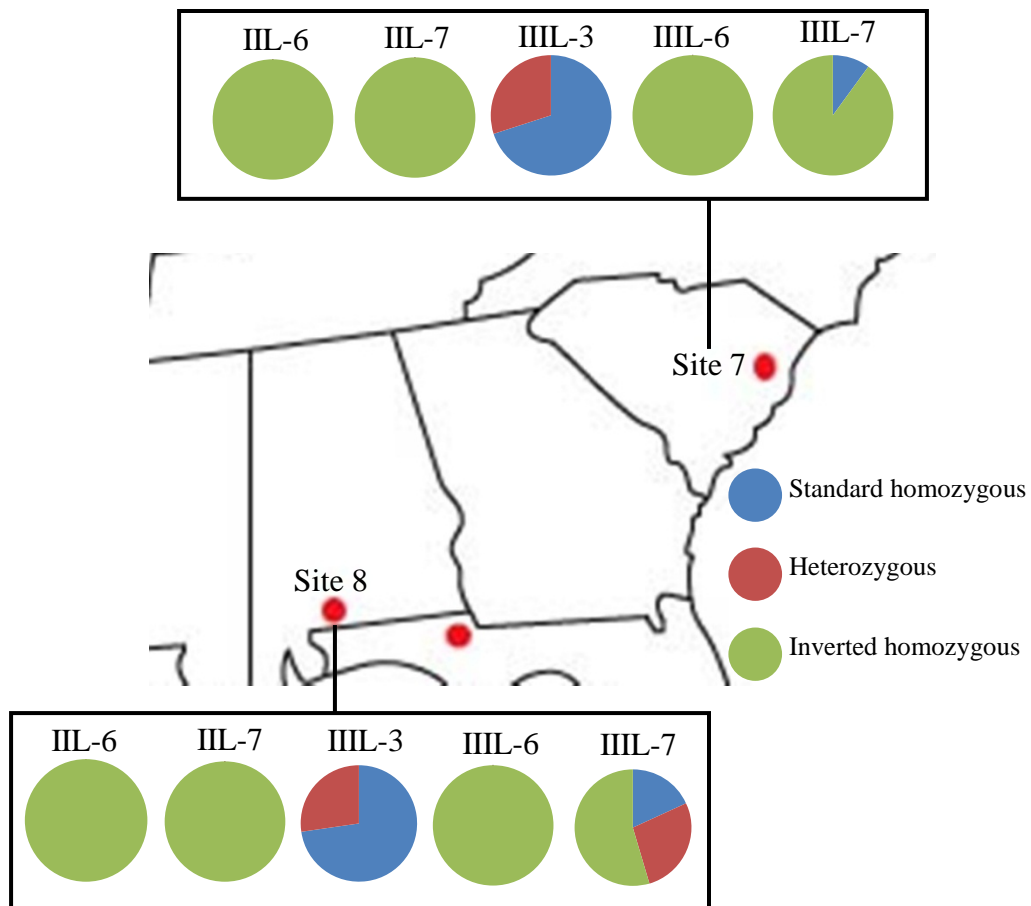 IIL-6 IIL-7 IIIL-3 IIIL-6 IIIL-7
Site 7
Standard homozygous
Heterozygous
Site 8
Inverted homozygous
IIL-6 IIL-7 IIIL-3 IIIL-6 IIIL-7